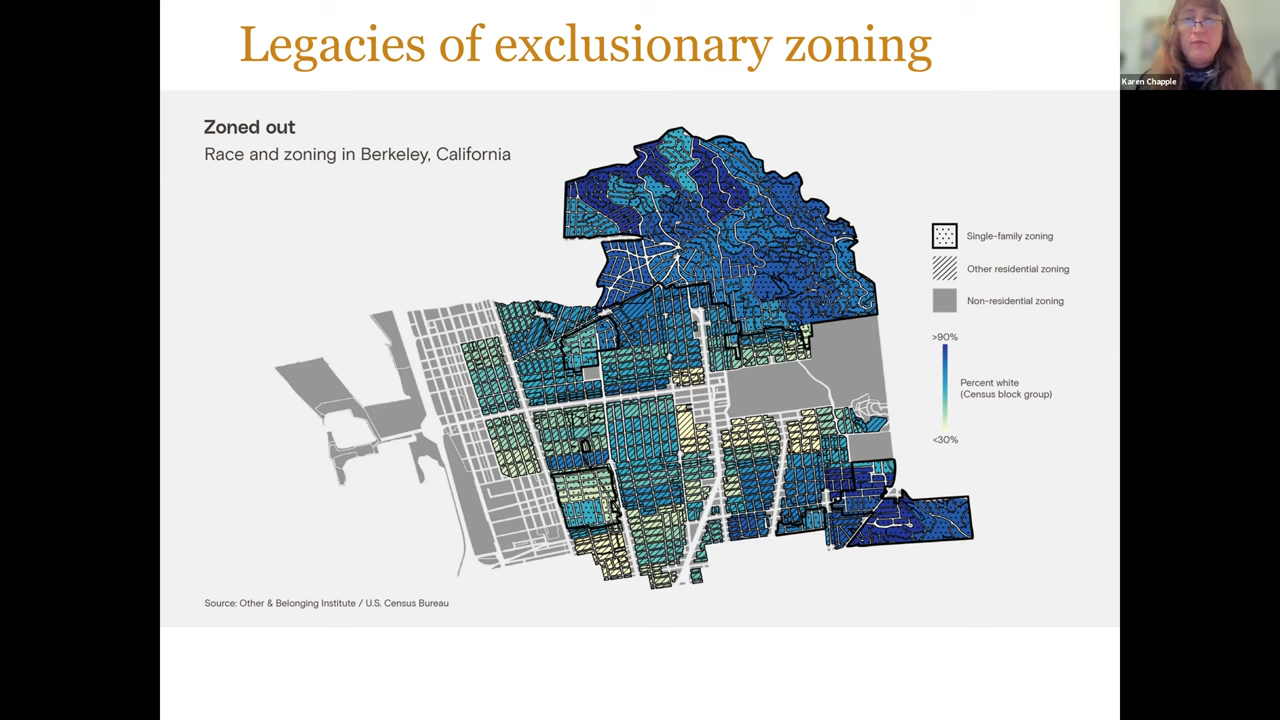 Legacies of exclusionary zoning
Karen Chapple
Zoned out
Race and zoning in Berkeley, California
Single-family zoning
Other residential zoning
Non-residential zoning
>90%
Percent white
(Census block group)
<30%
Source: Other & Belonging Institute / U.S. Census Bureau